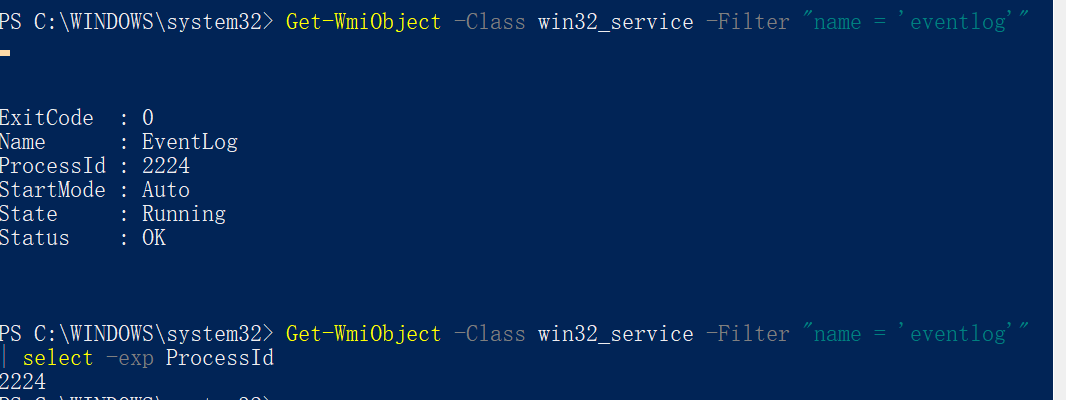 PS C:\WINDOWS\system32> Get-WmiObject -Class win32_service -Filter "name = 'eventlog'"
ExitCode : 0
Name : EventLog
ProcessId : 2224
StartMode : Auto
State : Running
Status : OK
PS C:\WINDOWS\system32> Get-WmiObject -Class win32_service -Filter "name = 'eventlog'"
| select -exp ProcessId
2224
PS C:\WINDOWS\system32>